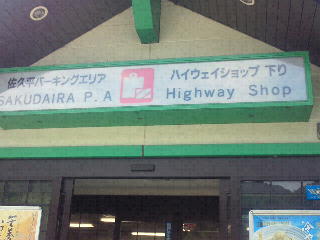 佐久平パーキングエリア
SAKUDAIRA P.A
ハイウェイショップ 下り
Highway Shop